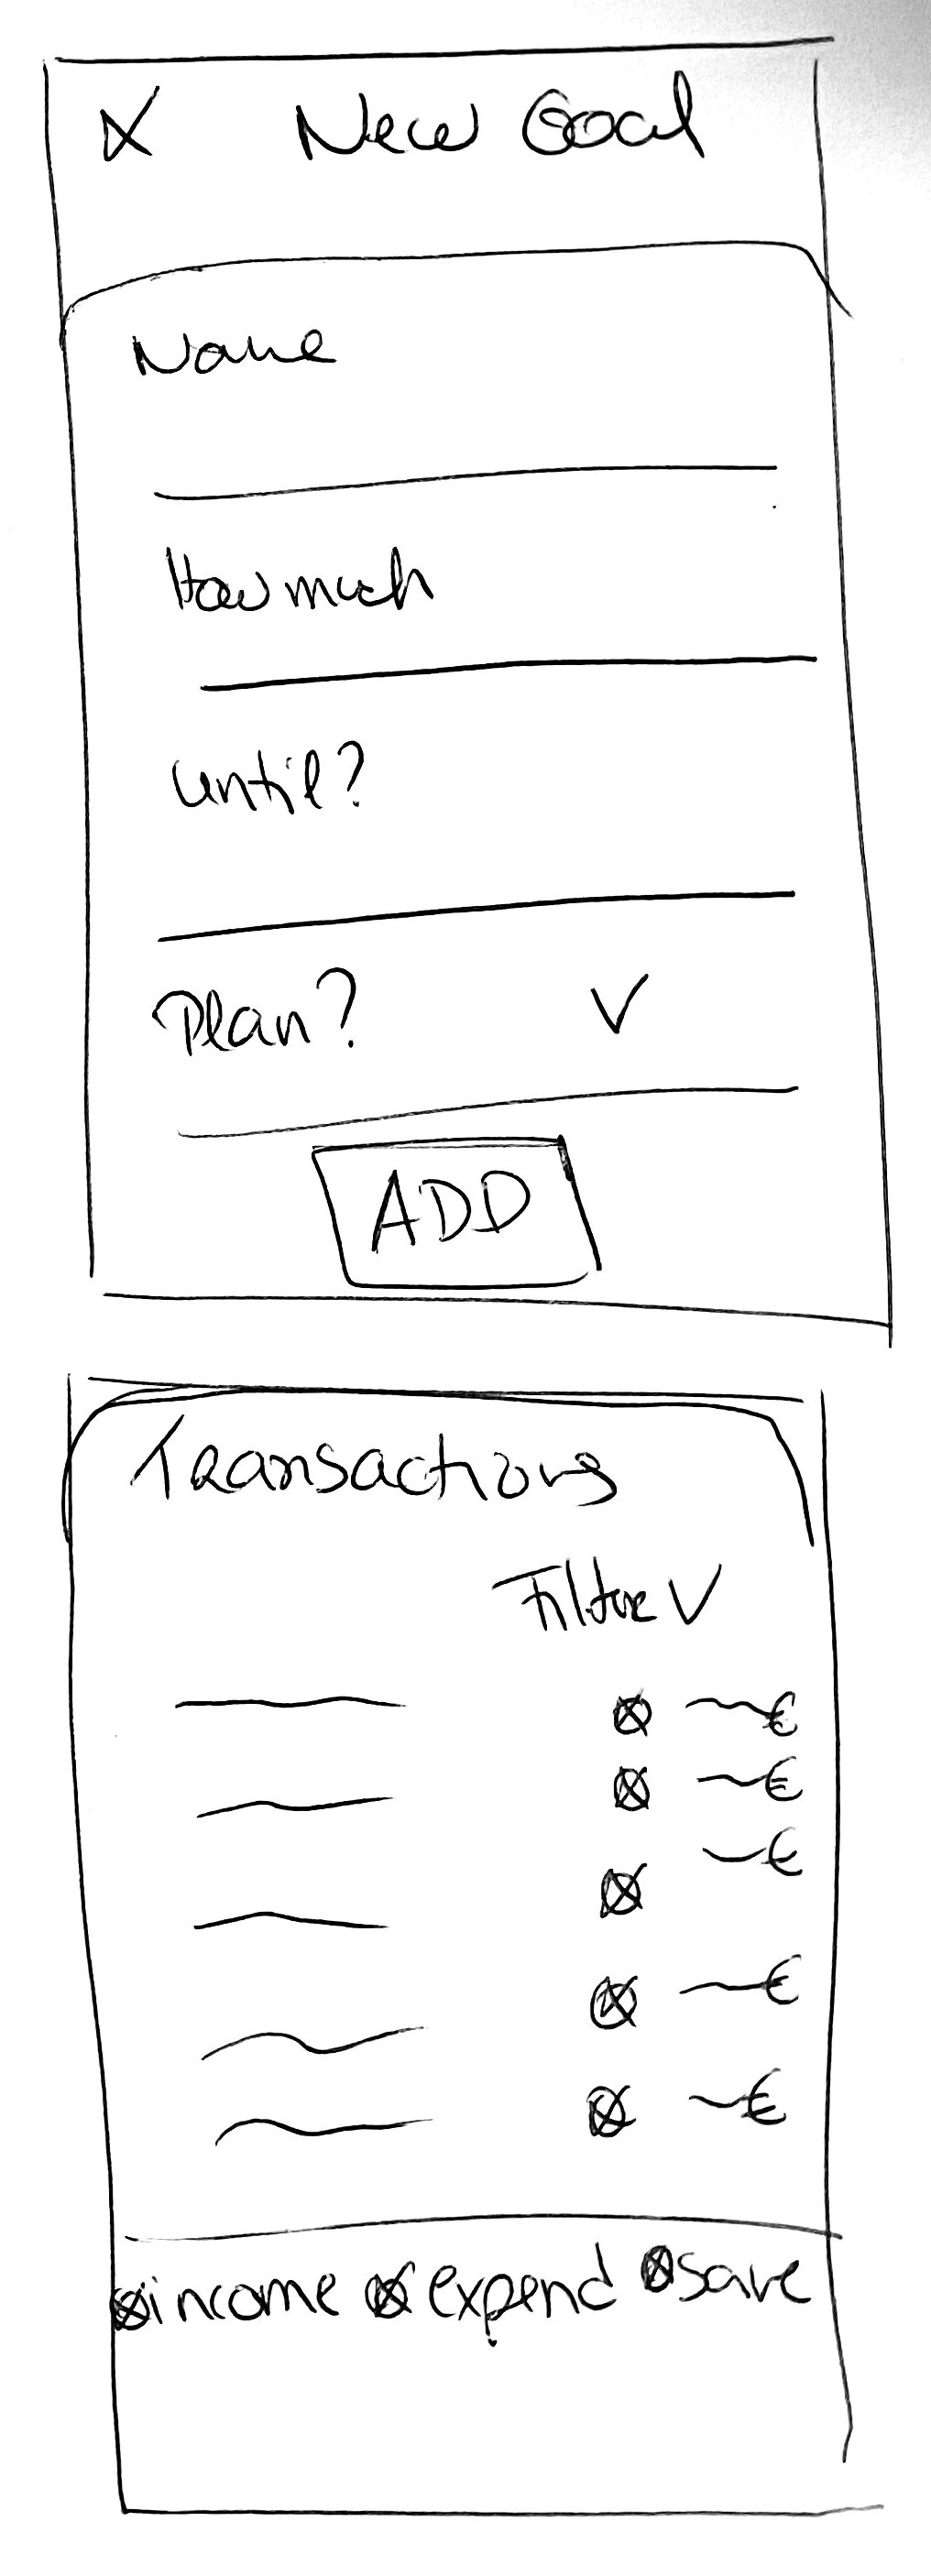 X New Goal
Name
How much
until?
Plan? V
ADD
Transactions
Filter V
€
€
€
€
€
income expend save